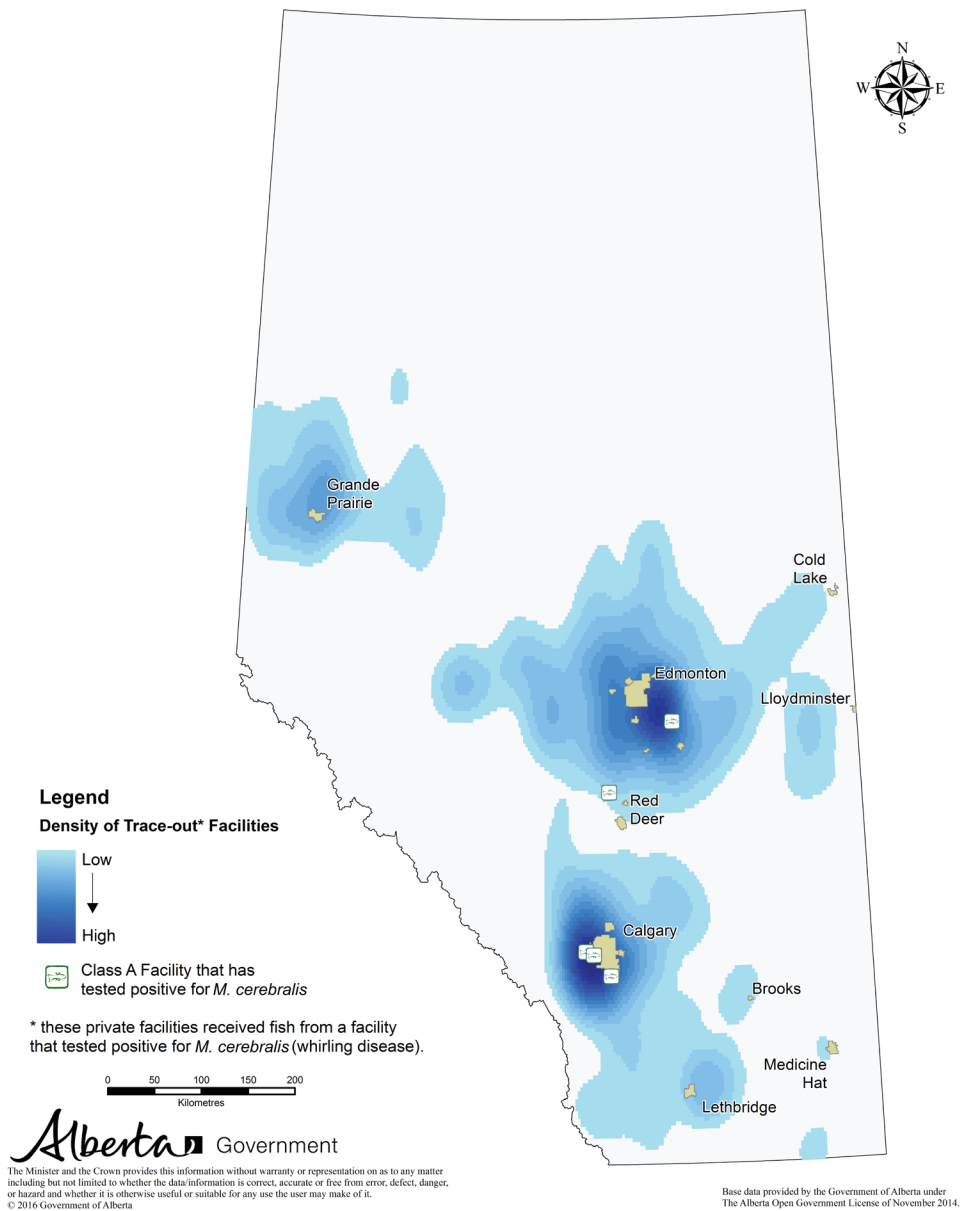 N
W
E
S
Grande
Prairie
Cold
Lake
Edmonton
Lloydminster
Red
Deer
Calgary
Brooks
Medicine
Hat
Lethbridge
Legend
Density of Trace-out* Facilities
Low
High
Class A Facility that has
tested positive for M. cerebralis
* these private facilities received fish from a facility
that tested positive for M. cerebralis (whirling disease).
0 50 100 150 200
Kilometres
Alberta Government
The Minister and the Crown provides this information without warranty or representation on as to any matter
including but not limited to whether the data/information is correct, accurate or free from error, defect, danger,
or hazard and whether it is otherwise useful or suitable for any use the user may make of it.
© 2016 Government of Alberta
Base data provided by the Government of Alberta under
The Alberta Open Government License of November 2014.